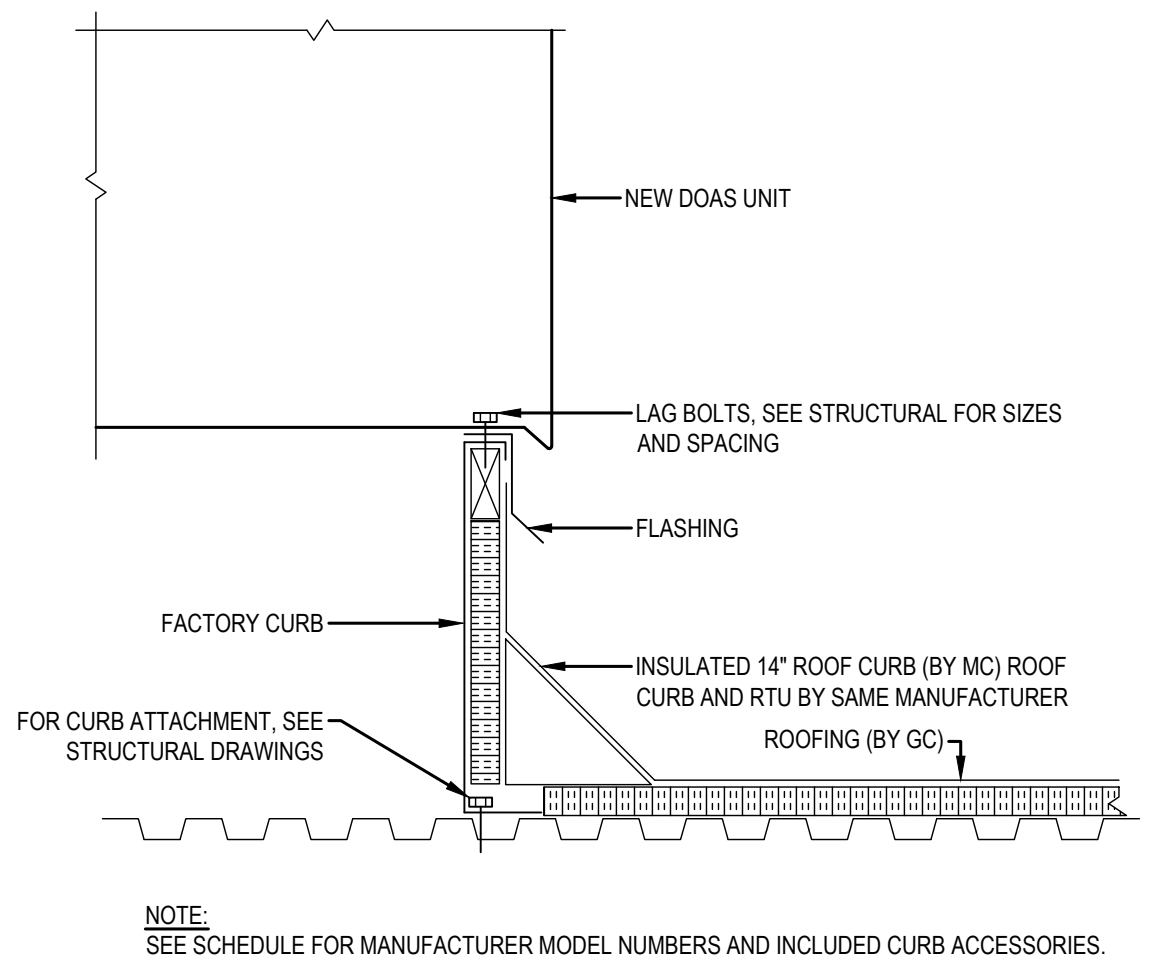 NEW DOAS UNIT
LAG BOLTS, SEE STRUCTURAL FOR SIZES
AND SPACING
FLASHING
FACTORY CURB
INSULATED 14" ROOF CURB (BY MC) ROOF
CURB AND RTU BY SAME MANUFACTURER
FOR CURB ATTACHMENT, SEE
STRUCTURAL DRAWINGS
ROOFING (BY GC)
NOTE:
SEE SCHEDULE FOR MANUFACTURER MODEL NUMBERS AND INCLUDED CURB ACCESSORIES.